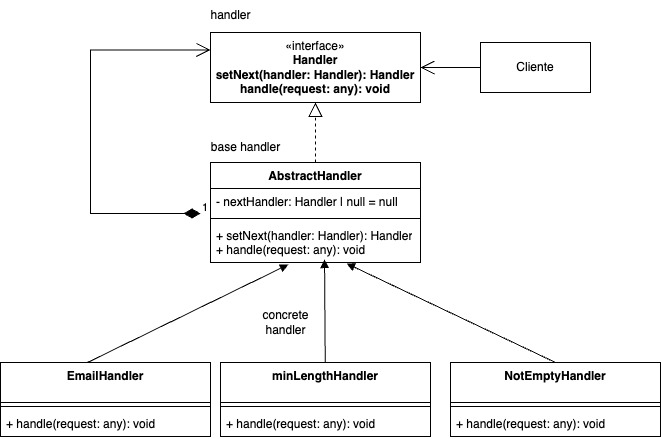 handler
«interface»
Handler
setNext(handler: Handler): Handler
handle(request: any): void
Cliente
base handler
AbstractHandler
1
- nextHandler: Handler | null = null
+ setNext(handler: Handler): Handler
+ handle(request: any): void
concrete
handler
EmailHandler
+ handle(request: any): void
minLengthHandler
+ handle(request: any): void
NotEmptyHandler
+ handle(request: any): void